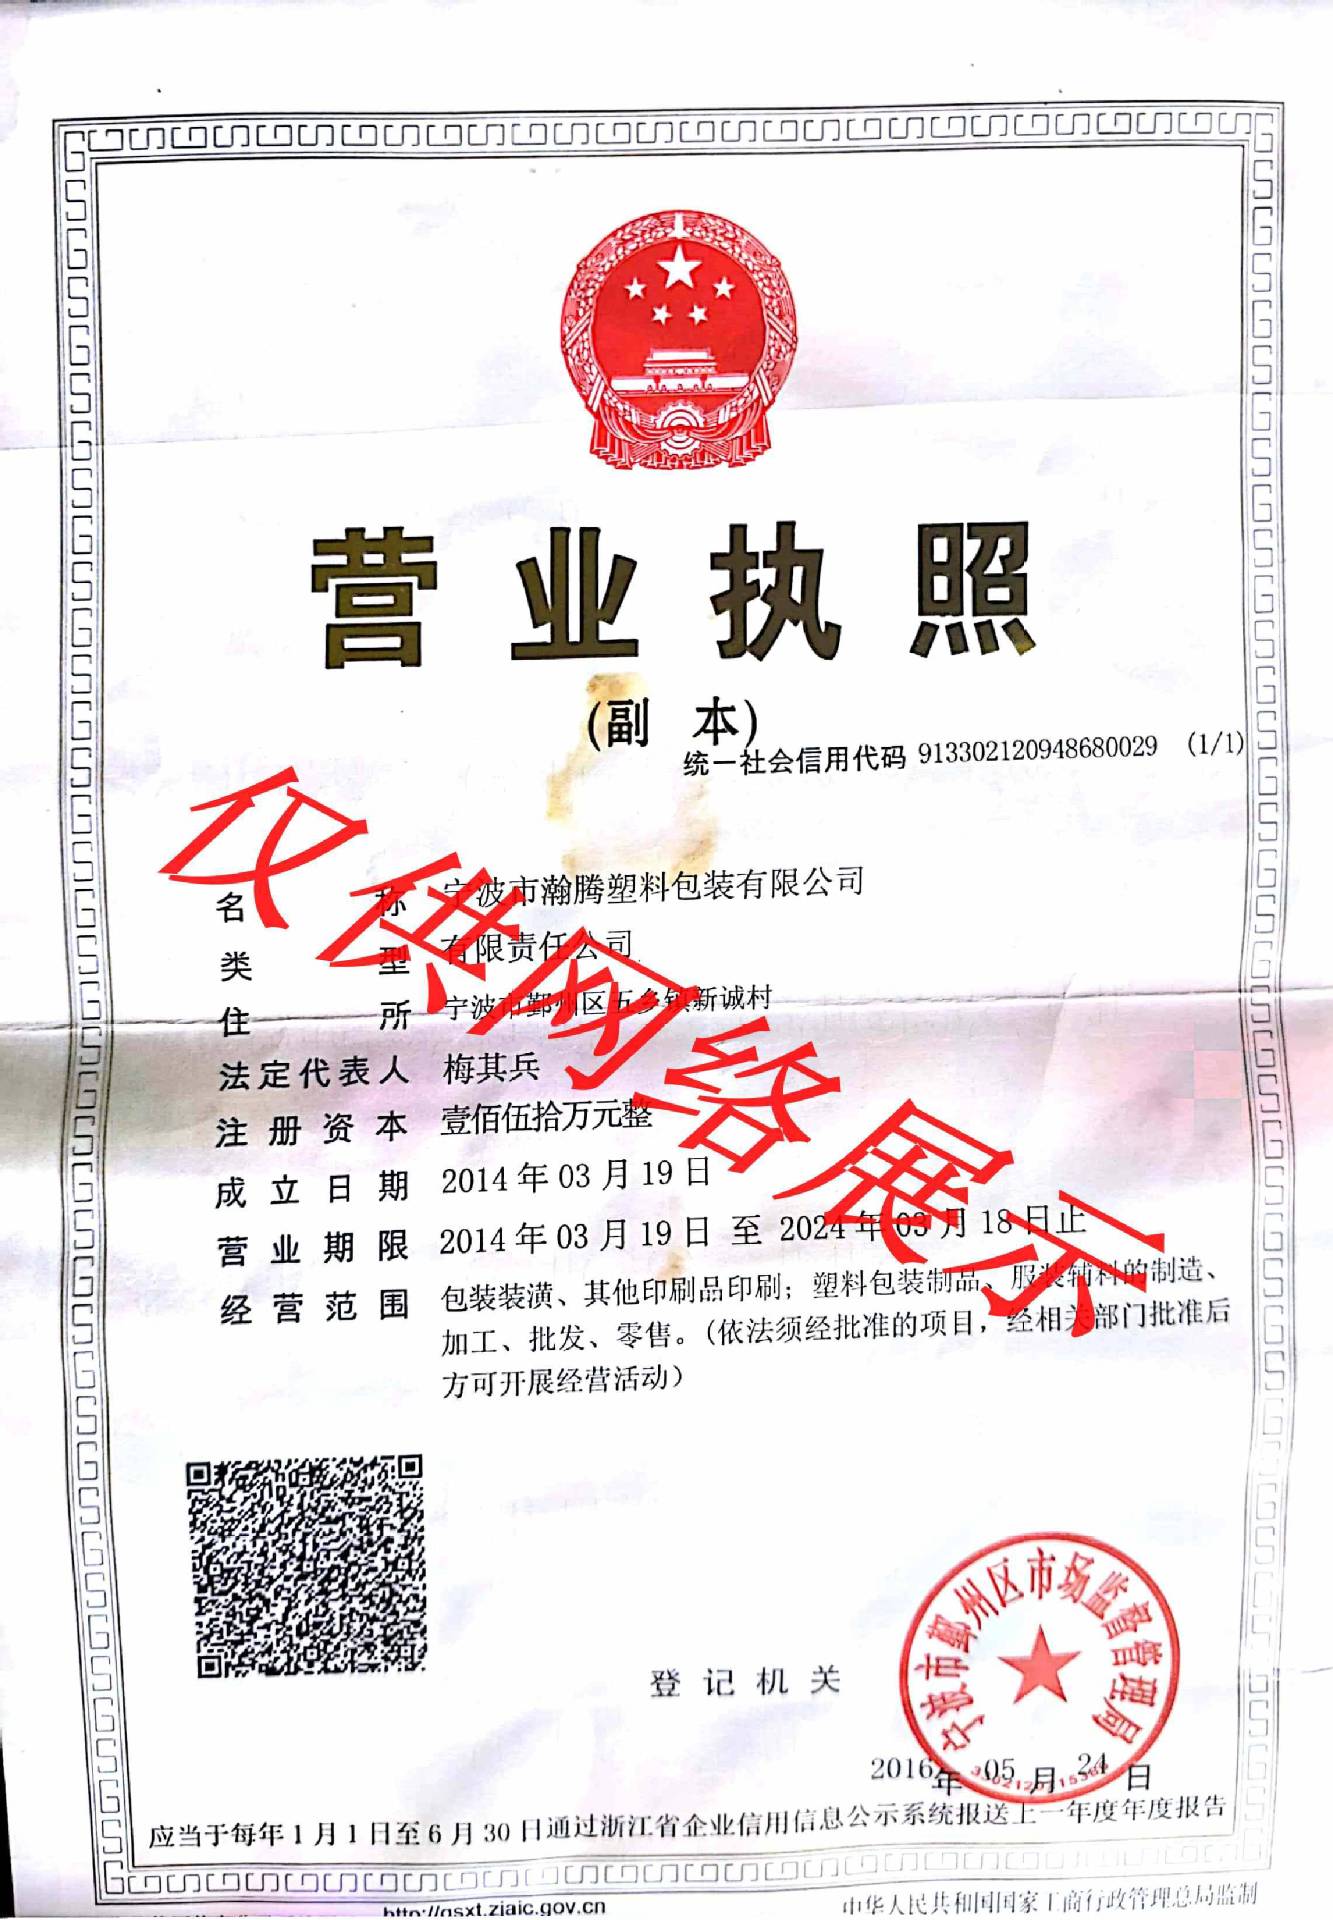 营业执照
(副 本)
统一社会信用代码 913302120948680029 (1/1)
名称 宁波市瀚腾塑料包装有限公司
类型 有限责任公司
住所 宁波市鄞州区五乡镇新诚村
法定代表人 梅其兵
注册资本 壹佰伍拾万元整
成立日期 2014年03月19日
营业期限 2014年03月19日至2024年03月18日止
经营范围 包装装潢、其他印刷品印刷；塑料包装制品、服装辅料的制造、
加工、批发、零售。(依法须经批准的项目，经相关部门批准后
方可开展经营活动)
仅供网络展示
宁波市鄞州区市场监督管理局
登记机关
2016年05月24日
应当于每年1月1日至6月30日通过浙江省企业信用信息公示系统报送上一年度年度报告
http://gsxt.zjaic.gov.cn
中华人民共和国国家工商行政管理总局监制